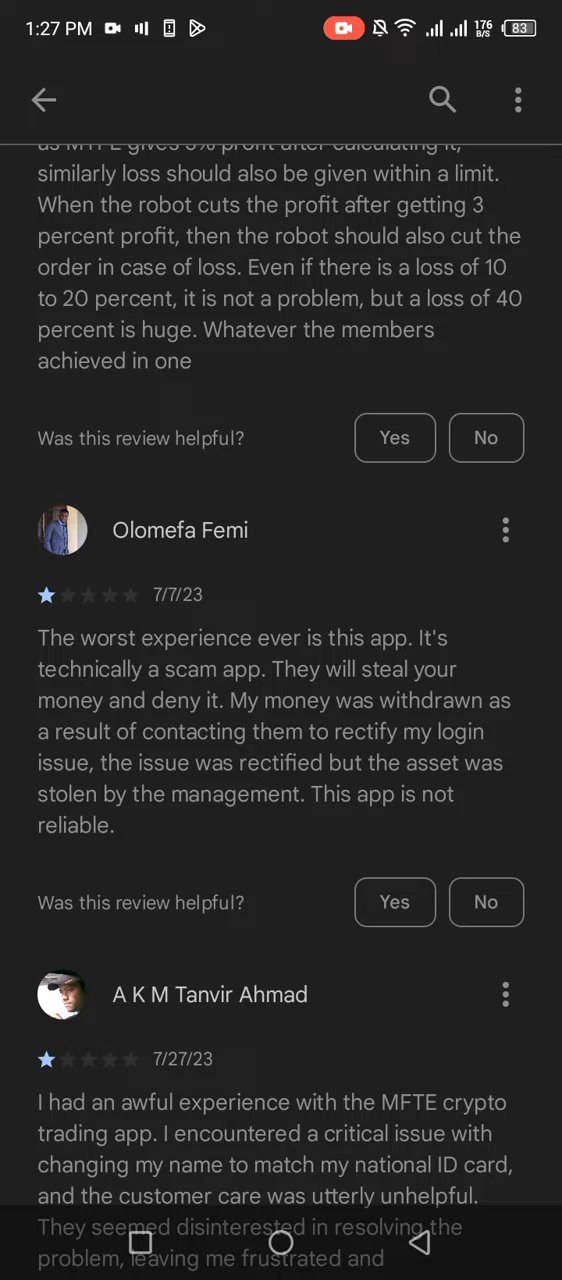 1:27 PM
176 B/S
83
similarly loss should also be given within a limit.
When the robot cuts the profit after getting 3
percent profit, then the robot should also cut the
order in case of loss. Even if there is a loss of 10
to 20 percent, it is not a problem, but a loss of 40
percent is huge. Whatever the members
achieved in one
Was this review helpful?
Yes
No
Olomefa Femi
7/7/23
The worst experience ever is this app. It's
technically a scam app. They will steal your
money and deny it. My money was withdrawn as
a result of contacting them to rectify my login
issue, the issue was rectified but the asset was
stolen by the management. This app is not
reliable.
Was this review helpful?
Yes
No
A K M Tanvir Ahmad
7/27/23
I had an awful experience with the MFTE crypto
trading app. I encountered a critical issue with
changing my name to match my national ID card,
and the customer care was utterly unhelpful.
They seemed disinterested in resolving the
problem, leaving me frustrated and